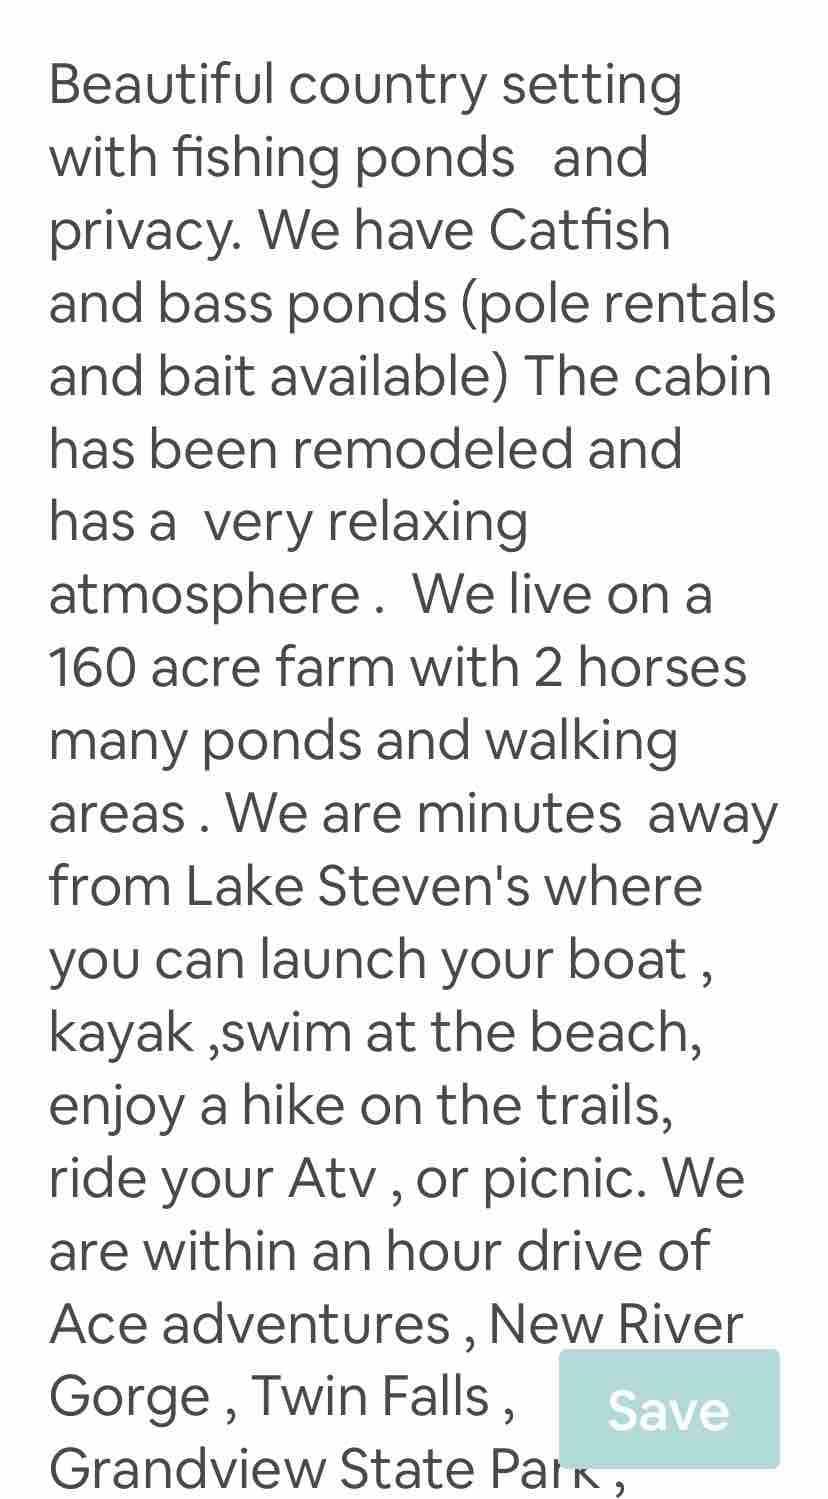 Beautiful country setting
with fishing ponds   and
privacy. We have Catfish
and bass ponds (pole rentals
and bait available) The cabin
has been remodeled and
has a  very relaxing
atmosphere .  We live on a
160 acre farm with 2 horses
many ponds and walking
areas . We are minutes  away
from Lake Steven's where
you can launch your boat ,
kayak ,swim at the beach,
enjoy a hike on the trails,
ride your Atv , or picnic. We
are within an hour drive of
Ace adventures , New River
Gorge , Twin Falls ,
Save
Grandview State Park ,